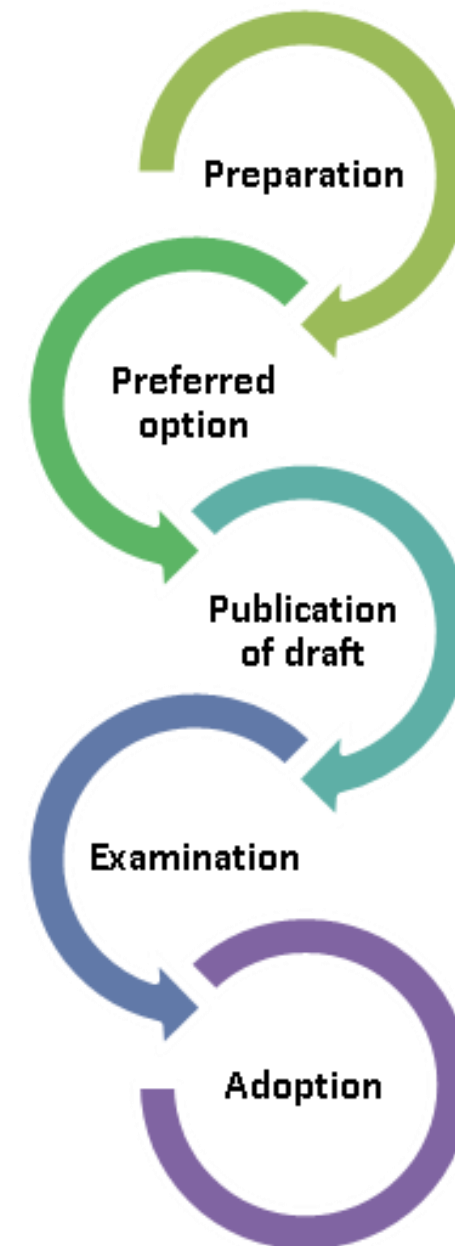 Preparation
Preferred
option
Publication
of draft
Examination
Adoption